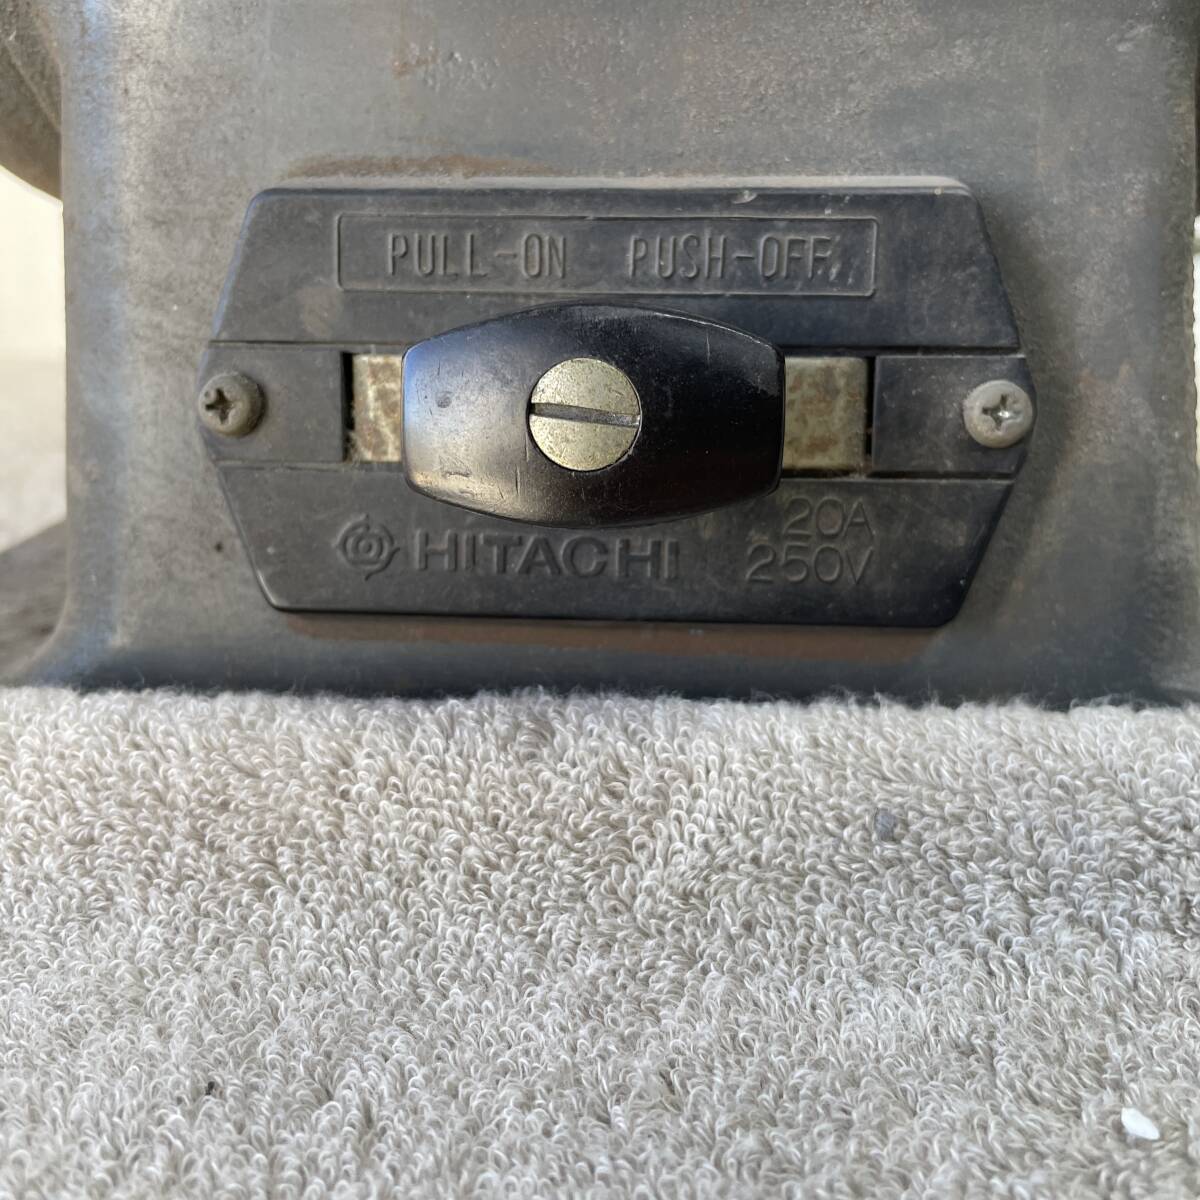 PULL-ON PUSH-OFF
HITACHI
20A
250V